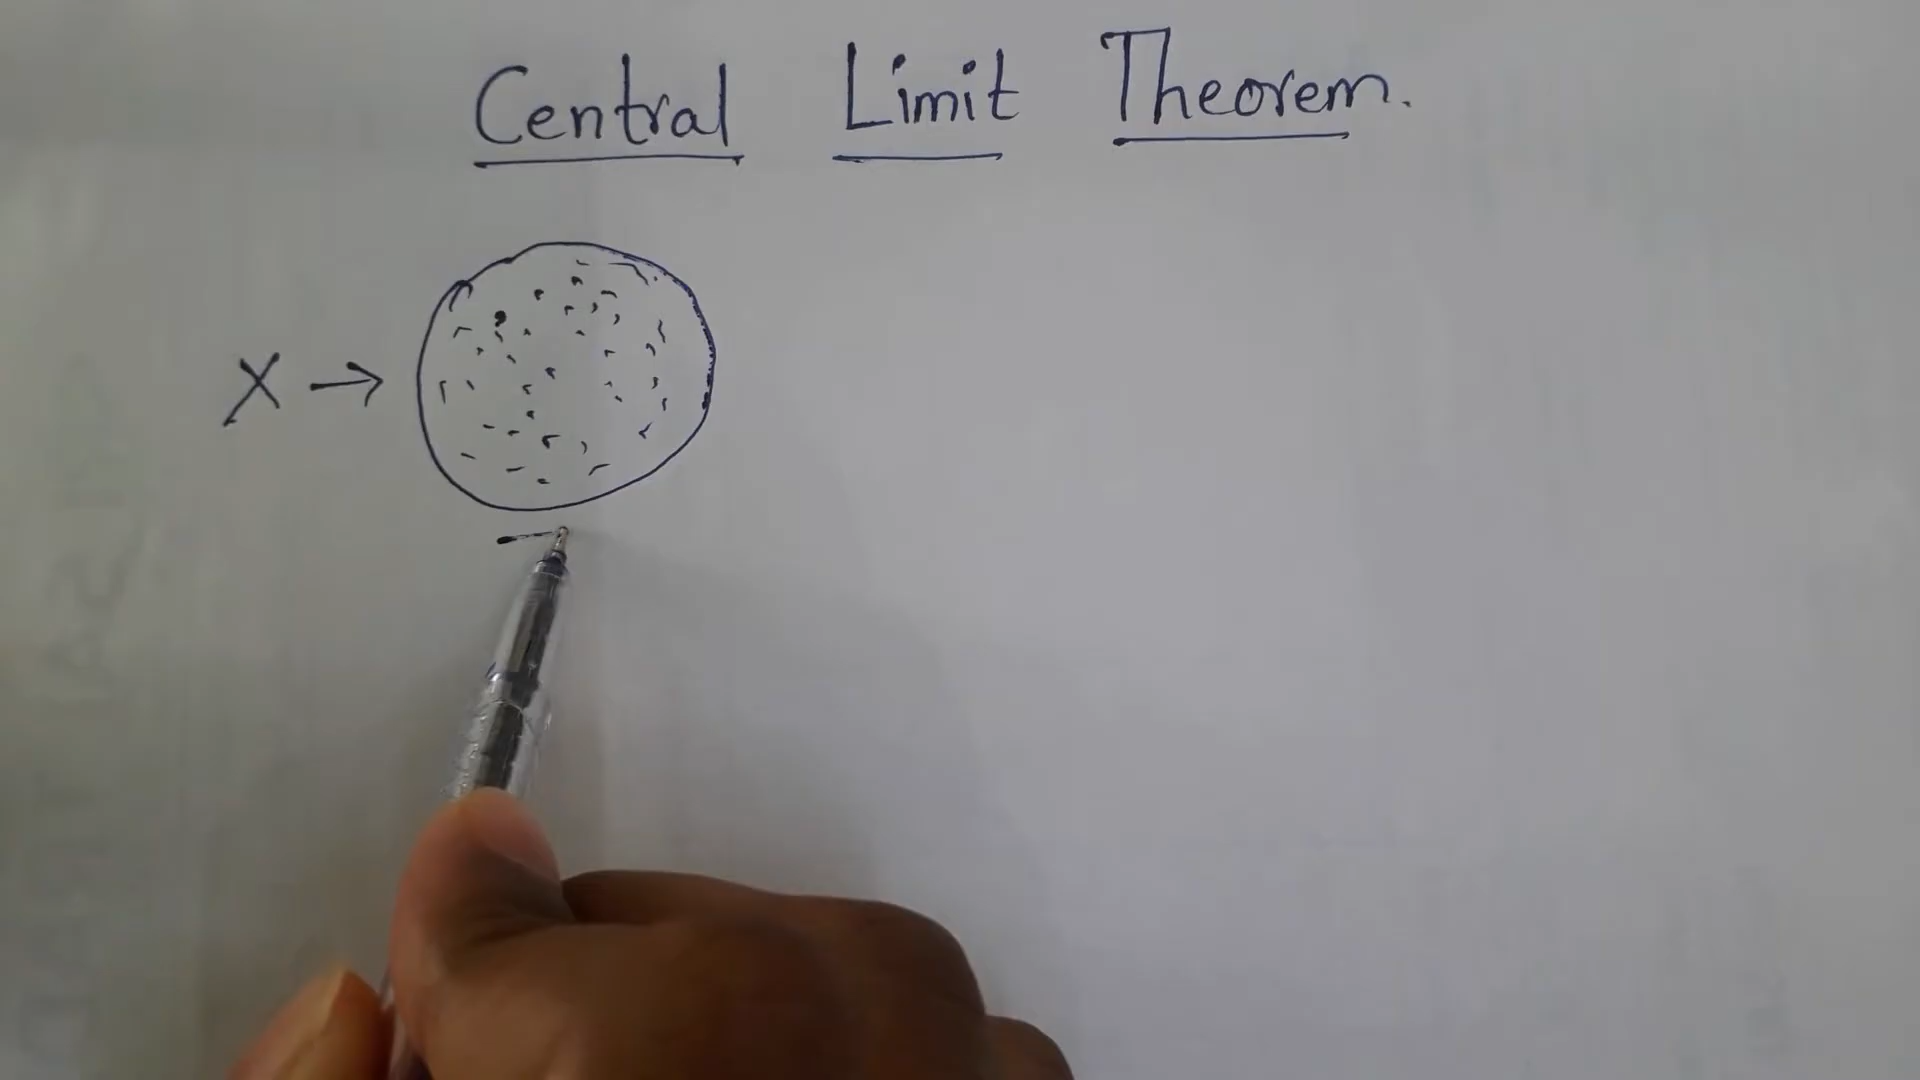 Central Limit Theorem.
X →